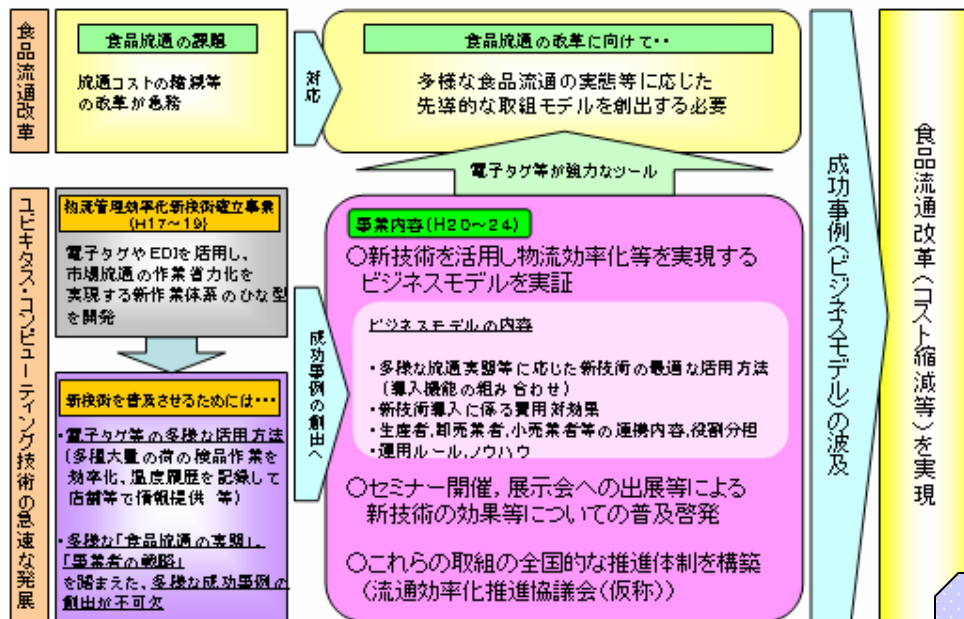 食品流通改革
食品流通の課題
流通コストの縮減等
の改革が急務
対応
食品流通の改革に向けて・・
多様な食品流通の実態等に応じた
先導的な取組モデルを創出する必要
電子タグ等が強力なツール
ユビキタス・コンピューティング技術の急速な発展
物流管理効率化新技術確立事業
(H17~19)
電子タグやEDIを活用し、
市場流通の作業省力化を
実現する新作業体系のひな型
を開発
新技術を普及させるためには・・・
・電子タグ等の多様な活用方法
(多種大量の荷の検品作業を
効率化、温度履歴を記録して
店舗等で情報提供 等)
・多様な「食品流通の実態」、
「事業者の戦略」
を踏まえた、多様な成功事例の
創出が不可欠
成功事例の創出へ
事業内容(H20~24)
○新技術を活用し物流効率化等を実現する
ビジネスモデルを実証
ビジネスモデルの内容
・多様な流通実態等に応じた新技術の最適な活用方法
(導入機能の組み合わせ)
・新技術導入に係る費用対効果
・生産者,卸売業者,小売業者等の連携内容,役割分担
・運用ルール,ノウハウ
○セミナー開催,展示会への出展等による
新技術の効果等についての普及啓発
○これらの取組の全国的な推進体制を構築
(流通効率化推進協議会(仮称))
成功事例(ビジネスモデル)の波及
食品流通改革(コスト縮減等)を実現